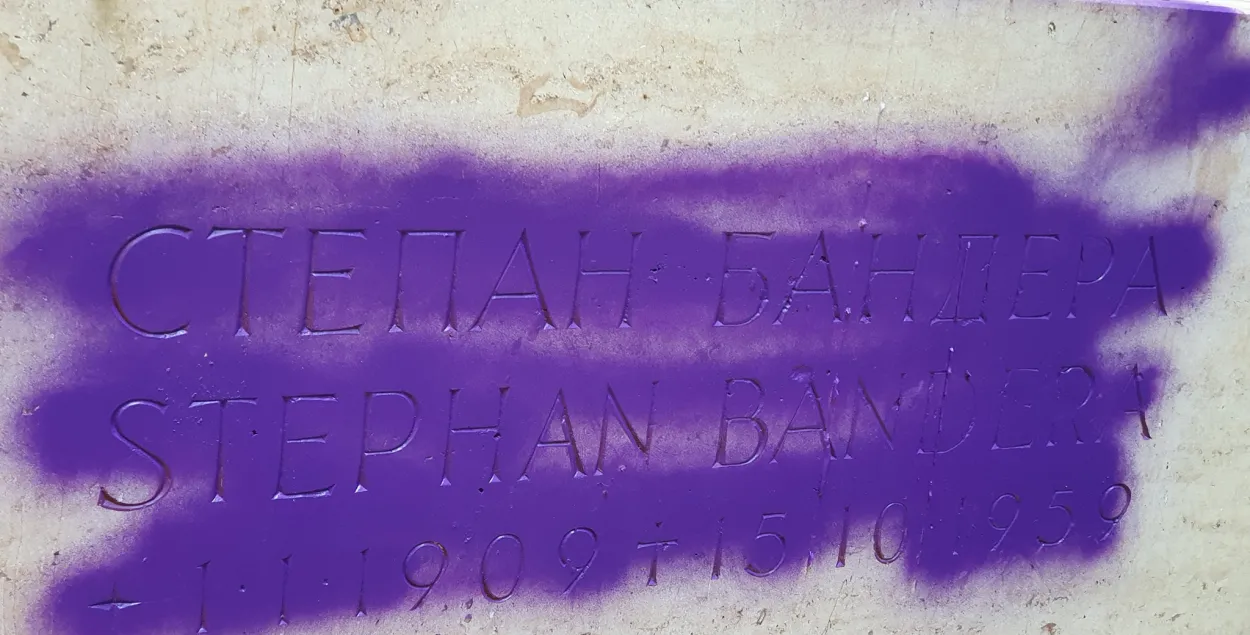 СТЕПАН БАНДЕРА
STEPHAN BANDERA
1 1 1909 † 15 10 1959